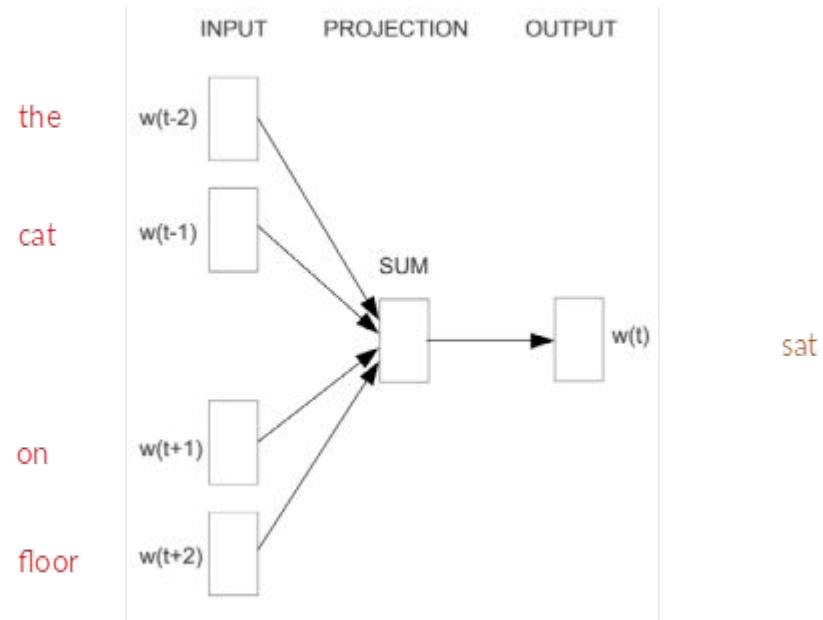 INPUT PROJECTION OUTPUT
the w(t-2)
cat w(t-1)
SUM
w(t) sat
on w(t+1)
floor w(t+2)